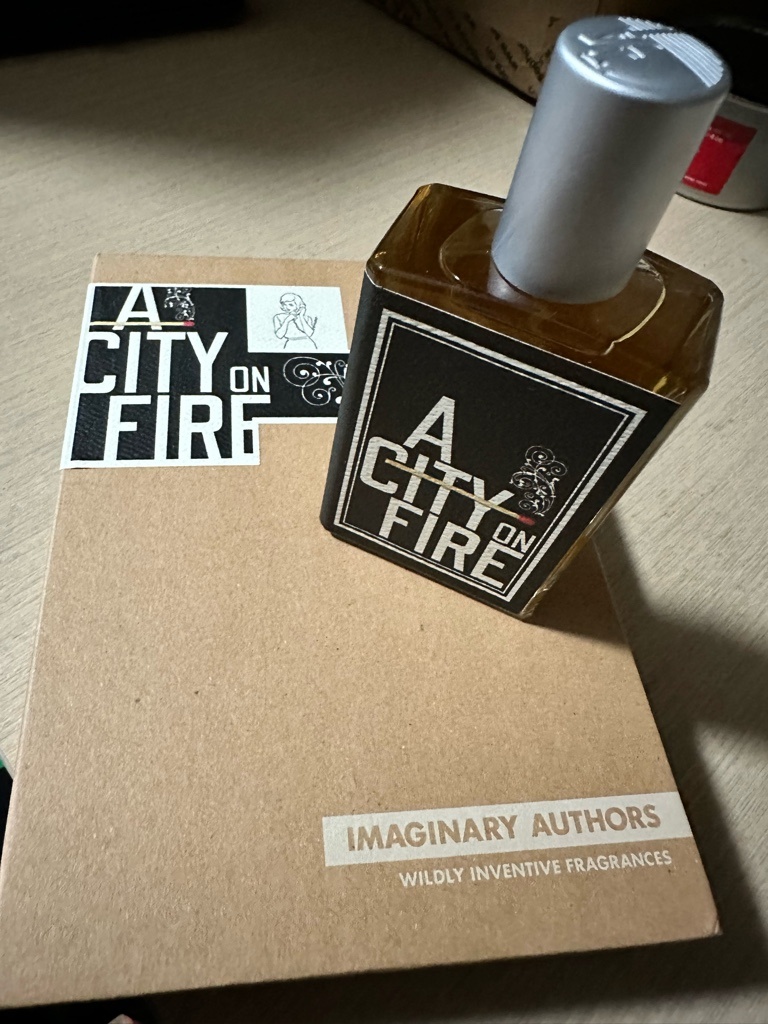 A
CITY ON
FIRE
A
CITY ON
FIRE
IMAGINARY AUTHORS
WILDLY INVENTIVE FRAGRANCES